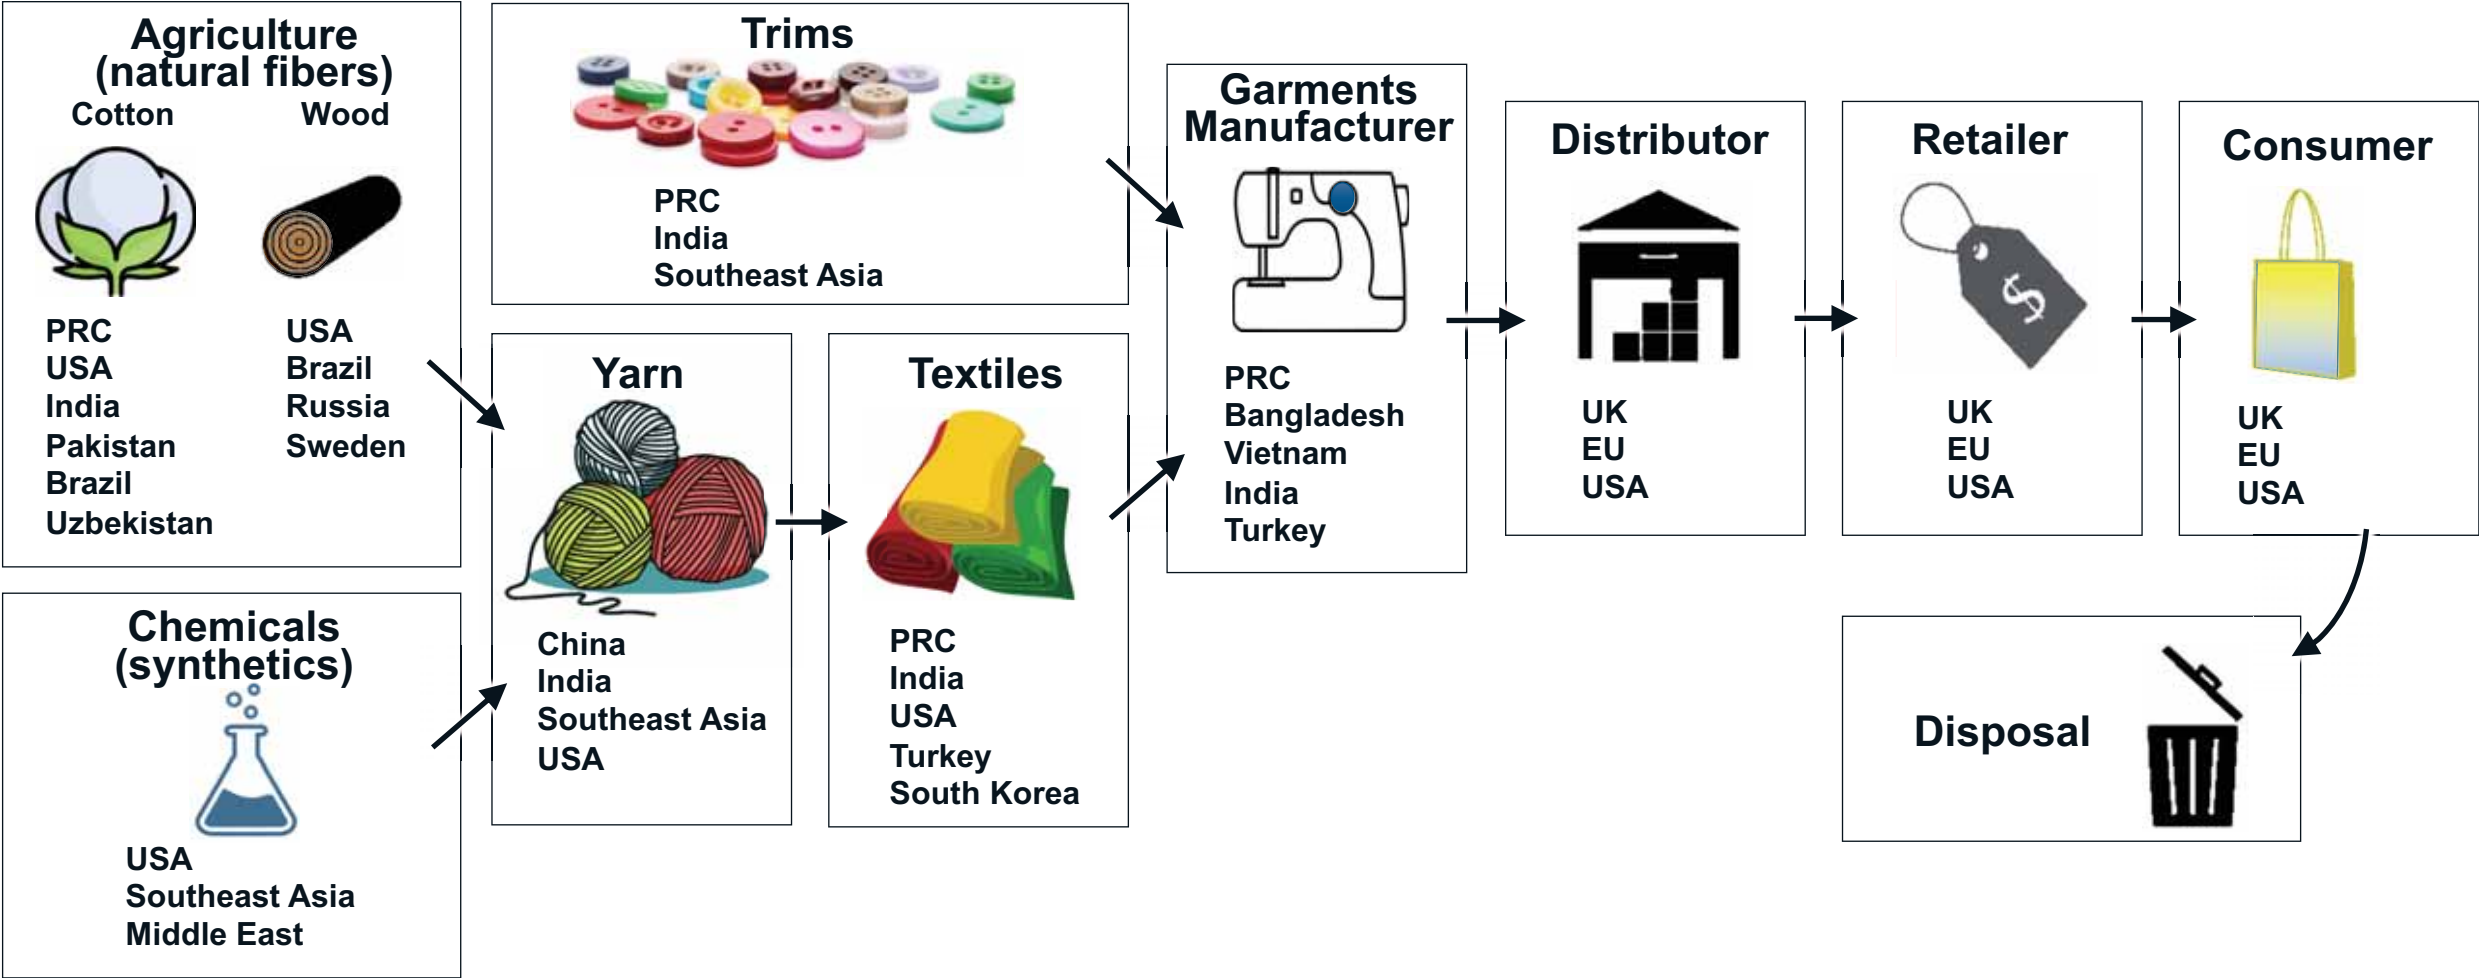 Agriculture
(natural fibers)
Cotton
Wood
PRC
USA
India
Pakistan
Brazil
Uzbekistan
USA
Brazil
Russia
Sweden
Chemicals
(synthetics)
USA
Southeast Asia
Middle East
Trims
PRC
India
Southeast Asia
Yarn
China
India
Southeast Asia
USA
Textiles
PRC
India
USA
Turkey
South Korea
Garments
Manufacturer
PRC
Bangladesh
Vietnam
India
Turkey
Distributor
UK
EU
USA
Retailer
$
UK
EU
USA
Consumer
UK
EU
USA
Disposal